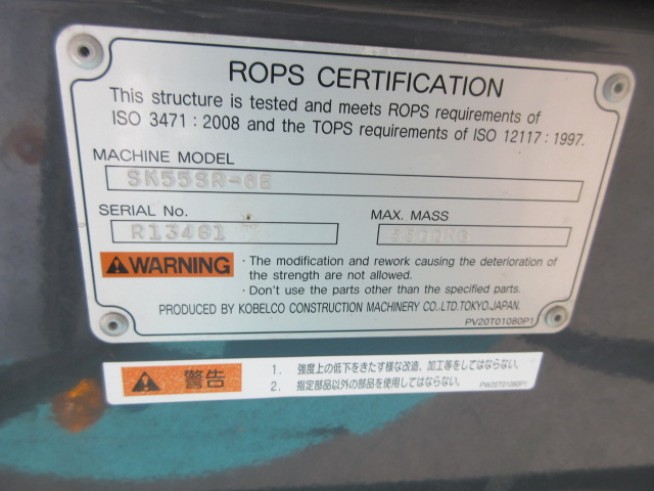 ROPS CERTIFICATION
This structure is tested and meets ROPS requirements of
ISO 3471 : 2008 and the TOPS requirements of ISO 12117 : 1997.
MACHINE MODEL
SK55SR-6E
SERIAL No.
MAX. MASS
R13461
WARNING
· The modification and rework causing the deterioration of
the strength are not allowed.
· Don't use the parts other than the specified parts.
PRODUCED BY KOBELCO CONSTRUCTION MACHINERY CO.,LTD.TOKYO.JAPAN.
PV20T01080P1
警告
1. 強度上の低下をきたす様な改造、加工等をしてはならない。
2. 指定部品以外の部品を使用してはならない。